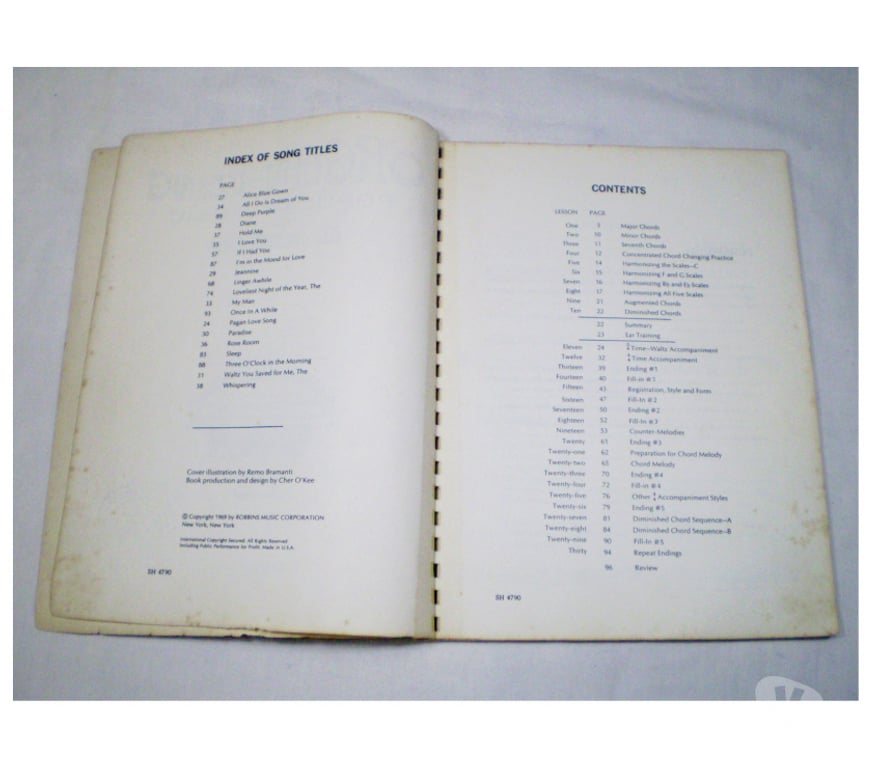 INDEX OF SONG TITLES
PAGE
27 Alice Blue Gown
34 All I Do is Dream of You
89 Deep Purple
28 Diane
37 Hold Me
35 I Love You
57 If I Had You
87 I'm in the Mood for Love
29 Jeannine
68 Linger Awhile
74 Loveliest Night of the Year, The
33 My Man
93 Once In A While
24 Pagan Love Song
30 Paradise
36 Rose Room
85 Sleep
88 Three O'Clock in the Morning
31 Waltz You Saved for Me, The
38 Whispering
Cover illustration by Remo Bramanti
Book production and design by Cher O'Kee
© Copyright 1969 by ROBBINS MUSIC CORPORATION
New York, New York
International Copyright Secured. All Rights Reserved
Including Public Performance for Profit. Made in U.S.A.
SH 4790
CONTENTS
LESSON PAGE
One 5 Major Chords
Two 10 Minor Chords
Three 11 Seventh Chords
Four 12 Concentrated Chord Changing Practice
Five 14 Harmonizing the Scales—C
Six 15 Harmonizing F and G Scales
Seven 16 Harmonizing B♭ and E♭ Scales
Eight 17 Harmonizing All Five Scales
Nine 21 Augmented Chords
Ten 22 Diminished Chords
22 Summary
23 Ear Training
Eleven 24 Time—Waltz Accompaniment
Twelve 32 Time Accompaniment
Thirteen 39 Ending #1
Fourteen 40 Fill-in #1
Fifteen 43 Registration, Style and Form
Sixteen 47 Fill-In #2
Seventeen 50 Ending #2
Eighteen 52 Fill-In #3
Nineteen 53 Counter-Melodies
Twenty 61 Ending #3
Twenty-one 62 Preparation for Chord Melody
Twenty-two 65 Chord Melody
Twenty-three 70 Ending #4
Twenty-four 72 Fill-in #4
Twenty-five 76 Other Accompaniment Styles
Twenty-six 79 Ending #5
Twenty-seven 81 Diminished Chord Sequence—A
Twenty-eight 84 Diminished Chord Sequence—B
Twenty-nine 90 Fill-In #5
Thirty 94 Repeat Endings
96 Review
SH 4790